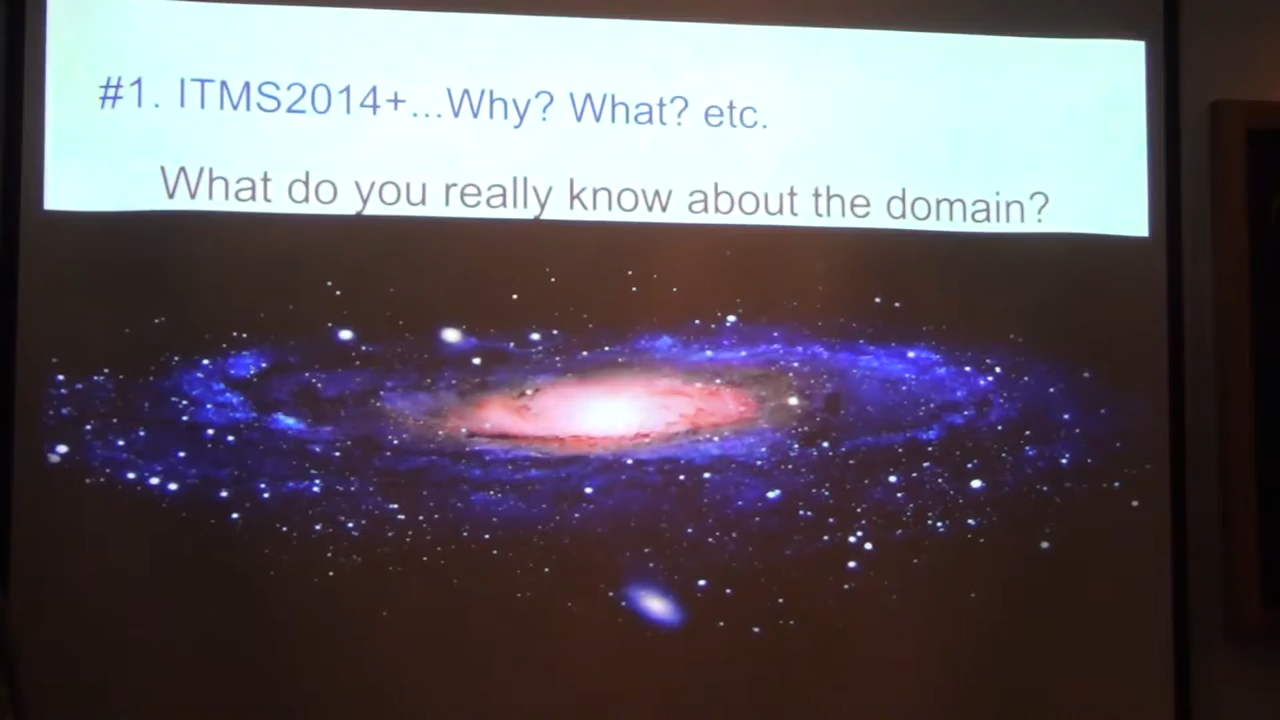 #1. ITMS2014+...Why? What? etc.
What do you really know about the domain?